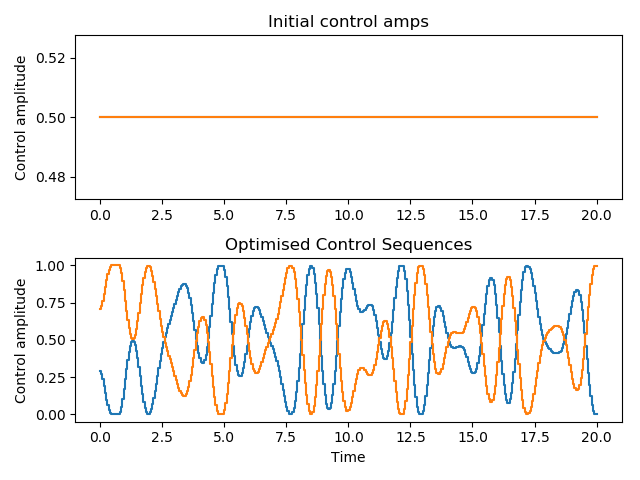 Initial control amps
Control amplitude
0.52
0.50
0.48
0.0 2.5 5.0 7.5 10.0 12.5 15.0 17.5 20.0
Optimised Control Sequences
Control amplitude
1.00
0.75
0.50
0.25
0.00
0.0 2.5 5.0 7.5 10.0 12.5 15.0 17.5 20.0
Time